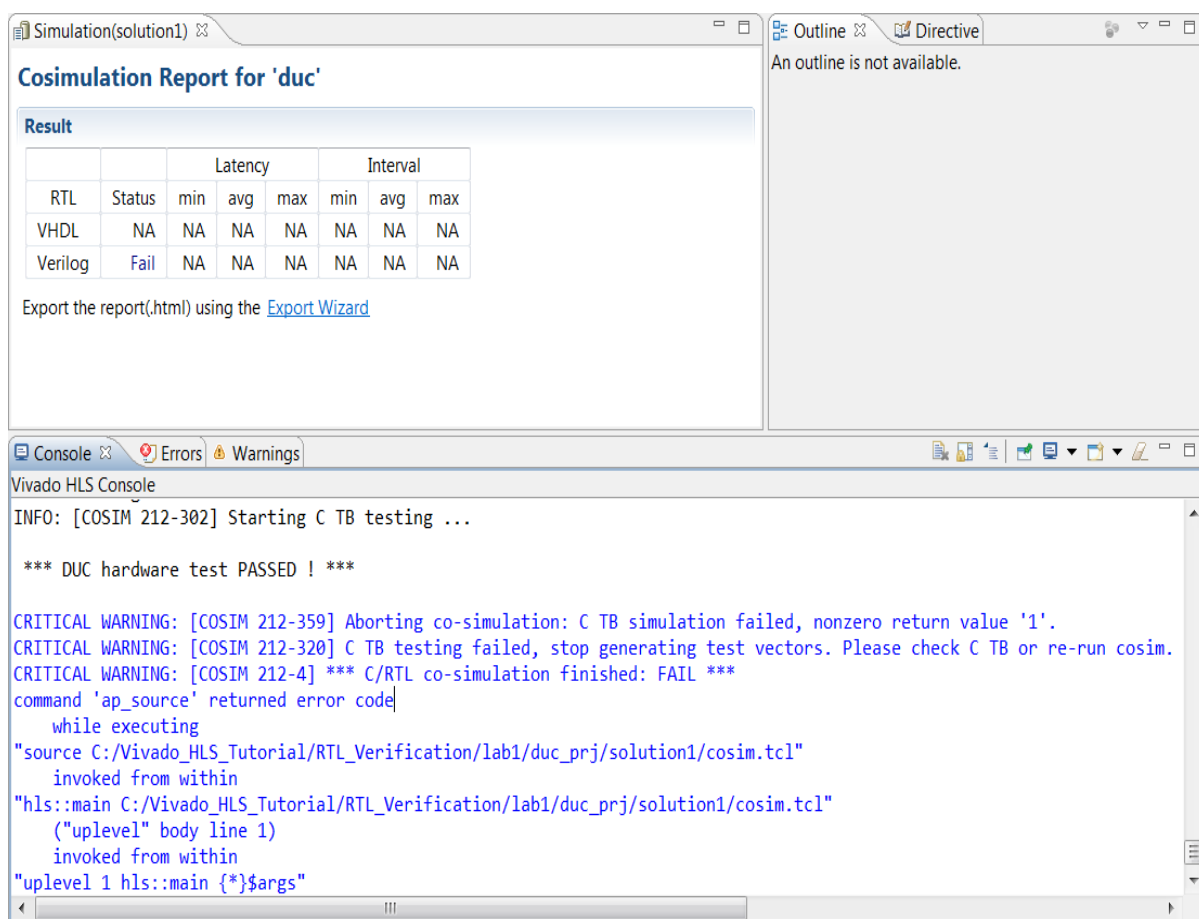 Simulation(solution1)
Cosimulation Report for 'duc'
Result
Latency Interval
RTL Status min avg max min avg max
VHDL NA NA NA NA NA NA NA
Verilog Fail NA NA NA NA NA NA
Export the report(.html) using the Export Wizard
Outline Directive
An outline is not available.
Console Errors Warnings
Vivado HLS Console
INFO: [COSIM 212-302] Starting C TB testing ...
*** DUC hardware test PASSED ! ***
CRITICAL WARNING: [COSIM 212-359] Aborting co-simulation: C TB simulation failed, nonzero return value '1'.
CRITICAL WARNING: [COSIM 212-320] C TB testing failed, stop generating test vectors. Please check C TB or re-run cosim.
CRITICAL WARNING: [COSIM 212-4] *** C/RTL co-simulation finished: FAIL ***
command 'ap_source' returned error code
while executing
"source C:/Vivado_HLS_Tutorial/RTL_Verification/lab1/duc_prj/solution1/cosim.tcl"
invoked from within
"hls::main C:/Vivado_HLS_Tutorial/RTL_Verification/lab1/duc_prj/solution1/cosim.tcl"
("uplevel" body line 1)
invoked from within
"uplevel 1 hls::main {*}$args"